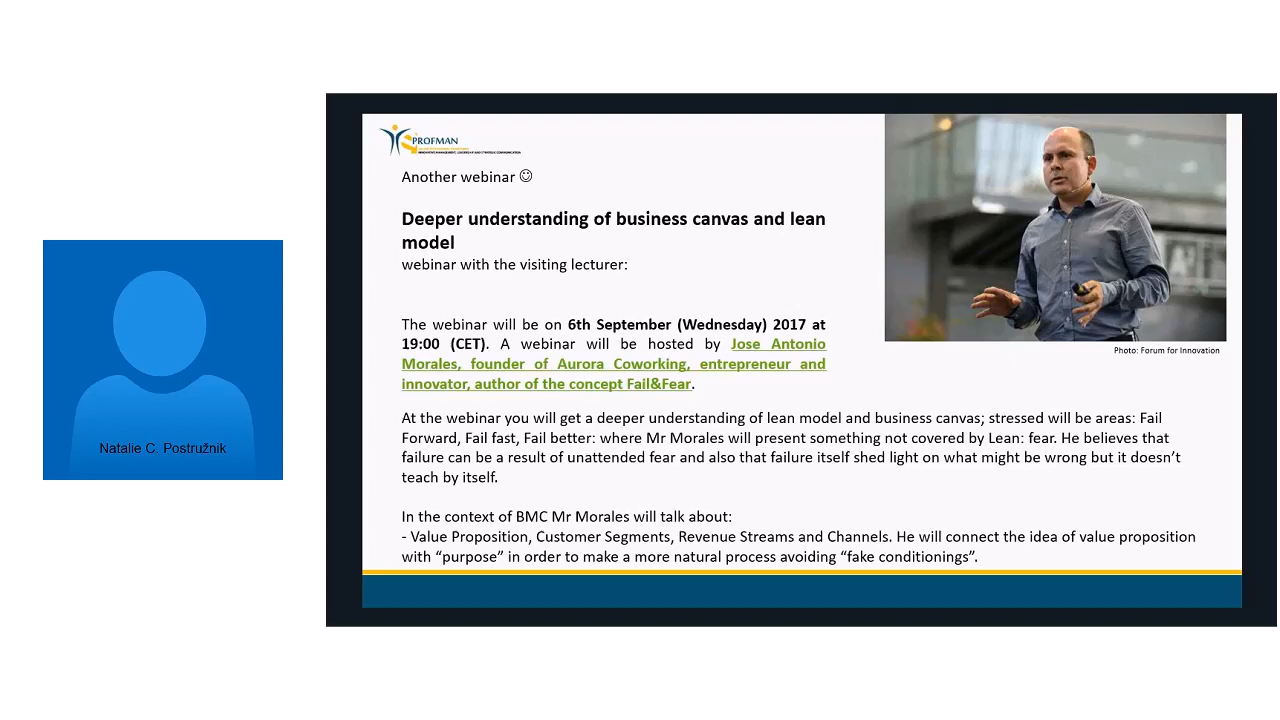 PROFMAN
INNOVATIVE MANAGEMENT, LEADERSHIP AND STRATEGIC COMMUNICATION
Another webinar ☺
Deeper understanding of business canvas and lean
model
webinar with the visiting lecturer:
The webinar will be on 6th September (Wednesday) 2017 at
19:00 (CET). A webinar will be hosted by Jose Antonio
Morales, founder of Aurora Coworking, entrepreneur and
innovator, author of the concept Fail&Fear.
Photo: Forum for Innovation
At the webinar you will get a deeper understanding of lean model and business canvas; stressed will be areas: Fail
Forward, Fail fast, Fail better: where Mr Morales will present something not covered by Lean: fear. He believes that
failure can be a result of unattended fear and also that failure itself shed light on what might be wrong but it doesn’t
teach by itself.
In the context of BMC Mr Morales will talk about:
- Value Proposition, Customer Segments, Revenue Streams and Channels. He will connect the idea of value proposition
with “purpose” in order to make a more natural process avoiding “fake conditionings”.
Natalie C. Postružnik